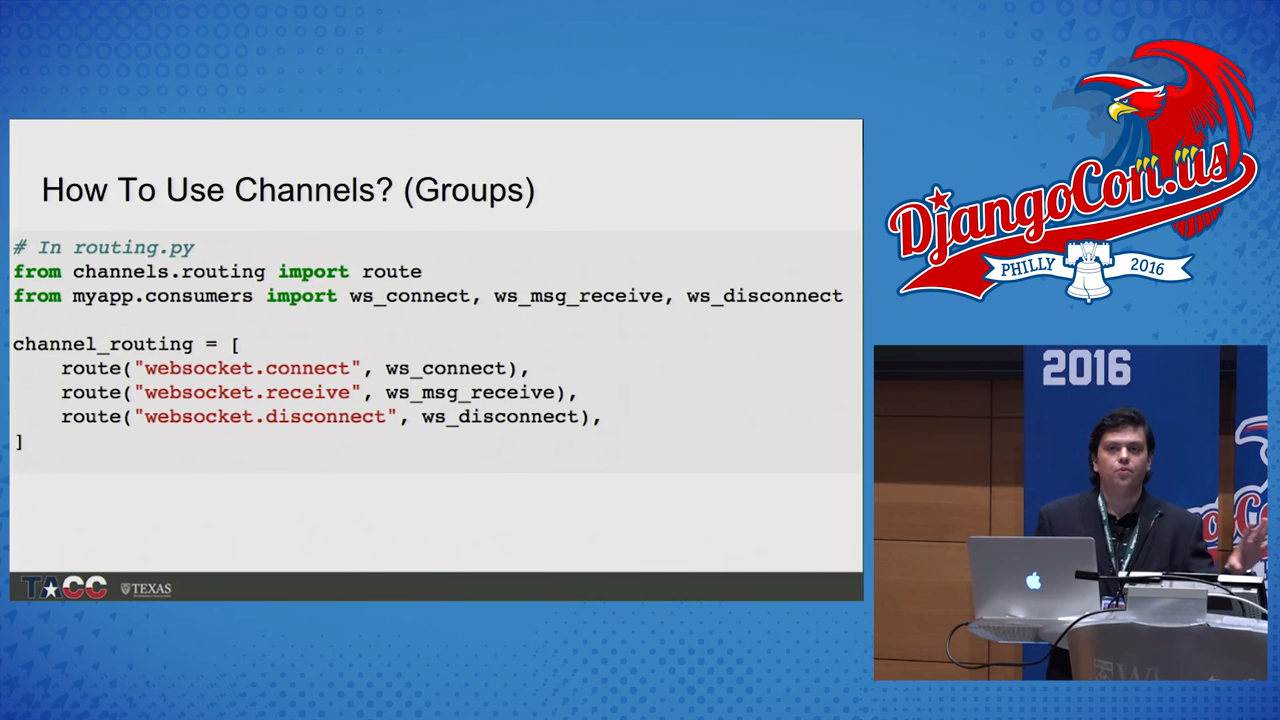 How To Use Channels? (Groups)
# In routing.py
from channels.routing import route
from myapp.consumers import ws_connect, ws_msg_receive, ws_disconnect
channel_routing = [
    route("websocket.connect", ws_connect),
    route("websocket.receive", ws_msg_receive),
    route("websocket.disconnect", ws_disconnect),
]
TACC
TEXAS
DjangoCon.us
PHILLY 2016
2016